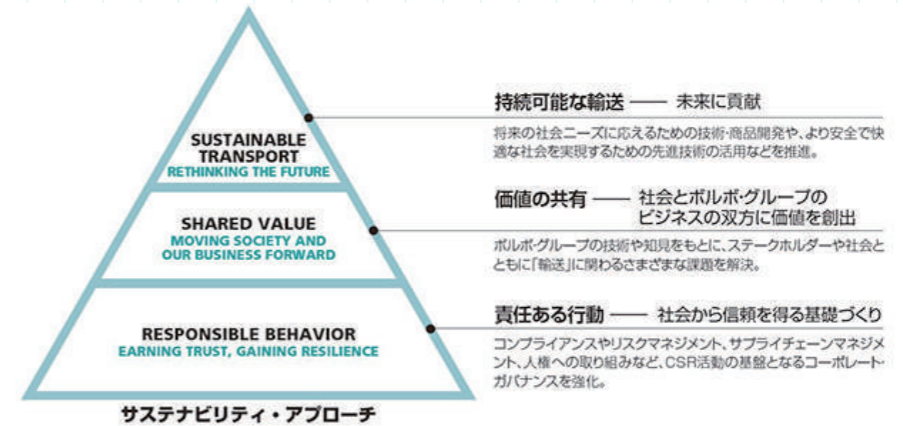 SUSTAINABLE
TRANSPORT
RETHINKING THE FUTURE
SHARED VALUE
MOVING SOCIETY AND
OUR BUSINESS FORWARD
RESPONSIBLE BEHAVIOR
EARNING TRUST, GAINING RESILIENCE
サステナビリティ・アプローチ
持続可能な輸送 ―― 未来に貢献
将来の社会ニーズに応えるための技術・商品開発や、より安全で快
適な社会を実現するための先進技術の活用などを推進。
価値の共有 ―― 社会とボルボ・グループの
ビジネスの双方に価値を創出
ボルボ・グループの技術や知見をもとに、ステークホルダーや社会と
ともに「輸送」に関わるさまざまな課題を解決。
責任ある行動 ―― 社会から信頼を得る基礎づくり
コンプライアンスやリスクマネジメント、サプライチェーンマネジメ
ント、人権への取り組みなど、CSR活動の基盤となるコーポレート・
ガバナンスを強化。